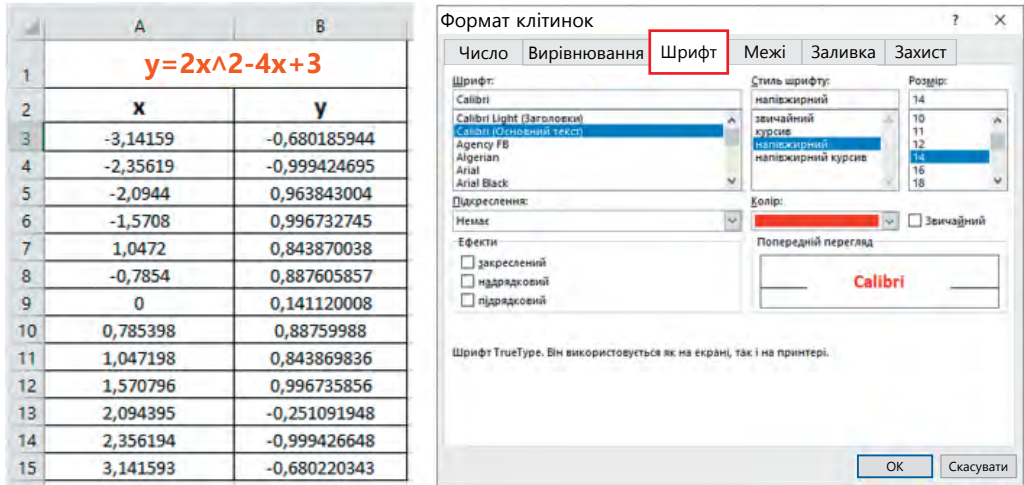 A B
1 y=2x^2-4x+3
2 x y
3 -3,14159 -0,680185944
4 -2,35619 -0,999424695
5 -2,0944 0,963843004
6 -1,5708 0,996732745
7 1,0472 0,843870038
8 -0,7854 0,887605857
9 0 0,141120008
10 0,785398 0,88759988
11 1,047198 0,843869836
12 1,570796 0,996735856
13 2,094395 -0,251091948
14 2,356194 -0,999426648
15 3,141593 -0,680220343
Формат клітинок ? ×
Число Вирівнювання Шрифт Межі Заливка Захист
Шрифт: Стиль шрифту: Розмір:
Calibri напівжирний 14
Calibri Light (Заголовки) звичайний 10
Calibri (Основний текст) курсив 11
Agency FB напівжирний 12
Algerian напівжирний курсив 14
Arial 16
Arial Black 18
Підкреслення: Колір:
Немає Звичайний
Ефекти Попередній перегляд
закреслений
надрядковий Calibri
підрядковий
Шрифт TrueType. Він використовується як на екрані, так і на принтері.
OK Скасувати